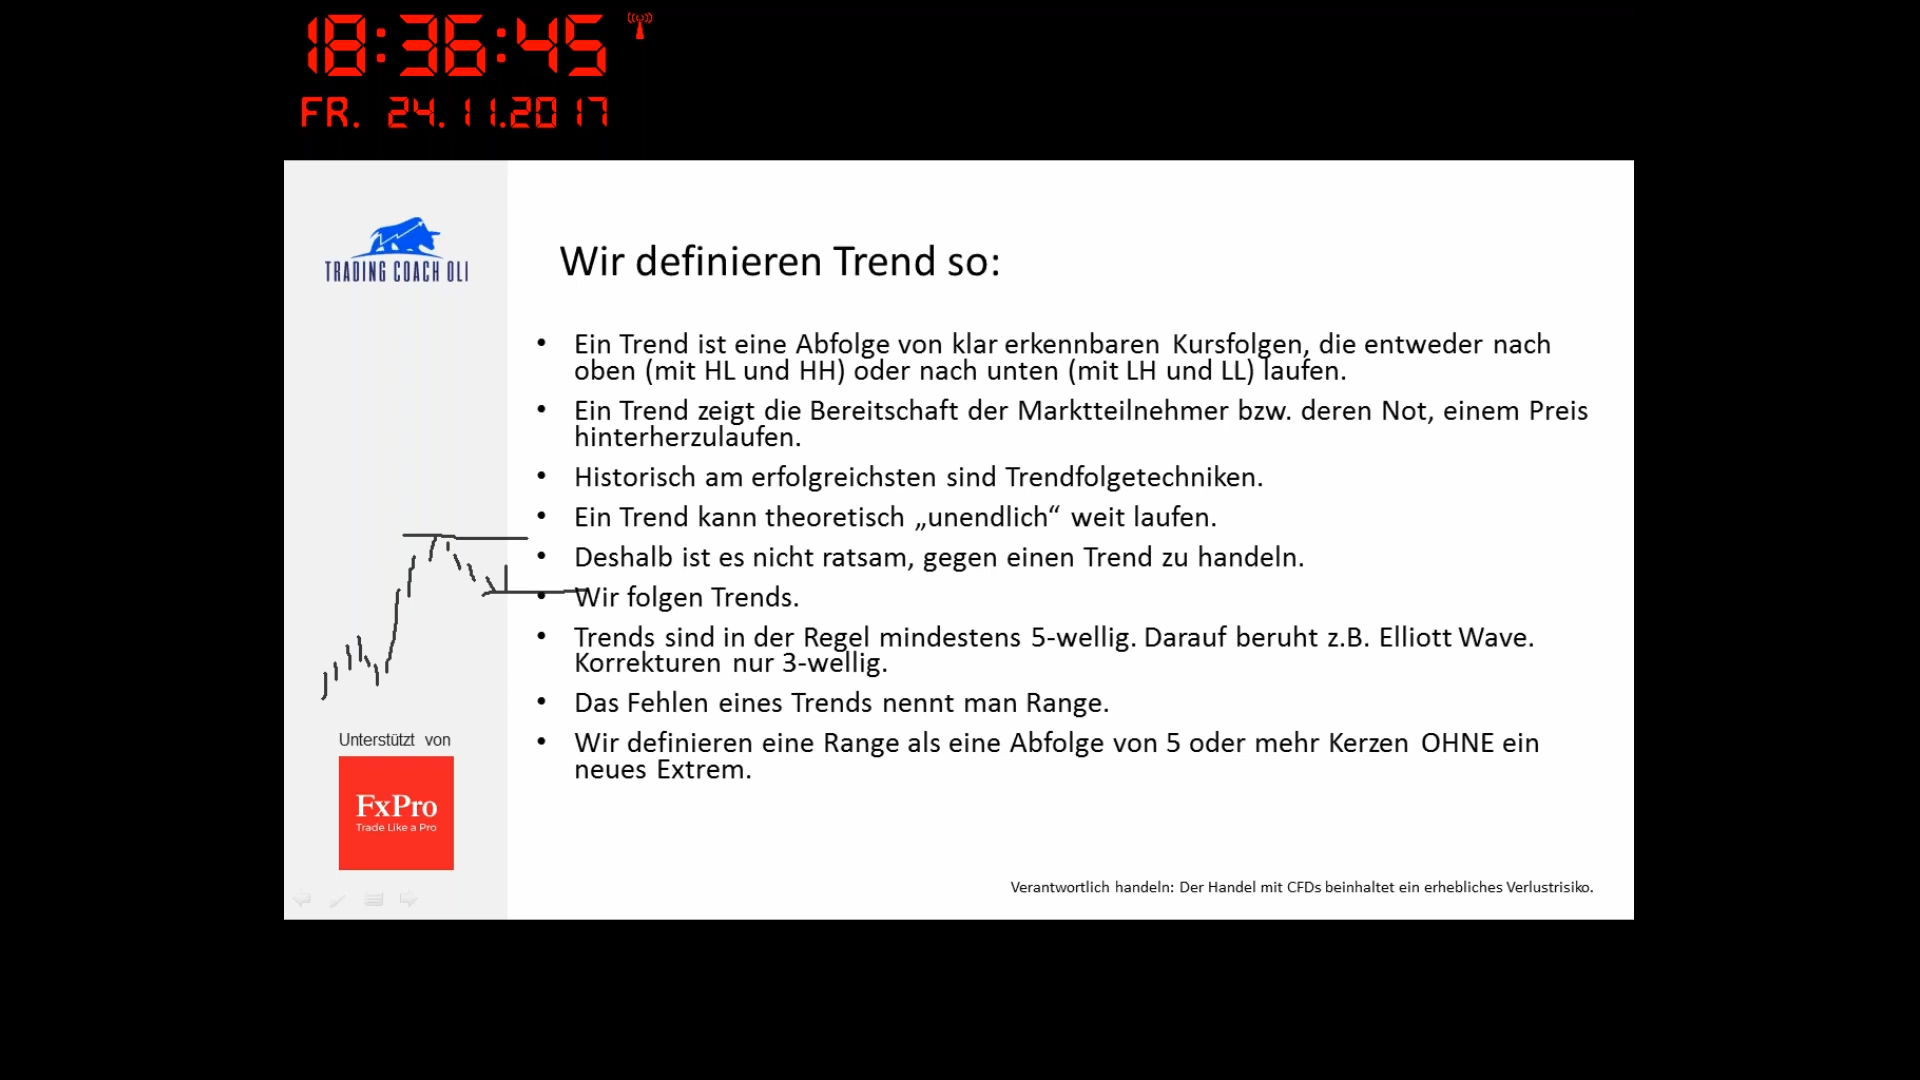 18:36:45
FR. 24.11.2017
TRADING COACH OLI
Wir definieren Trend so:
• Ein Trend ist eine Abfolge von klar erkennbaren Kursfolgen, die entweder nach
oben (mit HL und HH) oder nach unten (mit LH und LL) laufen.
• Ein Trend zeigt die Bereitschaft der Marktteilnehmer bzw. deren Not, einem Preis
hinterherzulaufen.
• Historisch am erfolgreichsten sind Trendfolgetechniken.
• Ein Trend kann theoretisch „unendlich“ weit laufen.
• Deshalb ist es nicht ratsam, gegen einen Trend zu handeln.
• Wir folgen Trends.
• Trends sind in der Regel mindestens 5-wellig. Darauf beruht z.B. Elliott Wave.
Korrekturen nur 3-wellig.
• Das Fehlen eines Trends nennt man Range.
• Wir definieren eine Range als eine Abfolge von 5 oder mehr Kerzen OHNE ein
neues Extrem.
Unterstützt von
FxPro
Trade Like a Pro
Verantwortlich handeln: Der Handel mit CFDs beinhaltet ein erhebliches Verlustrisiko.